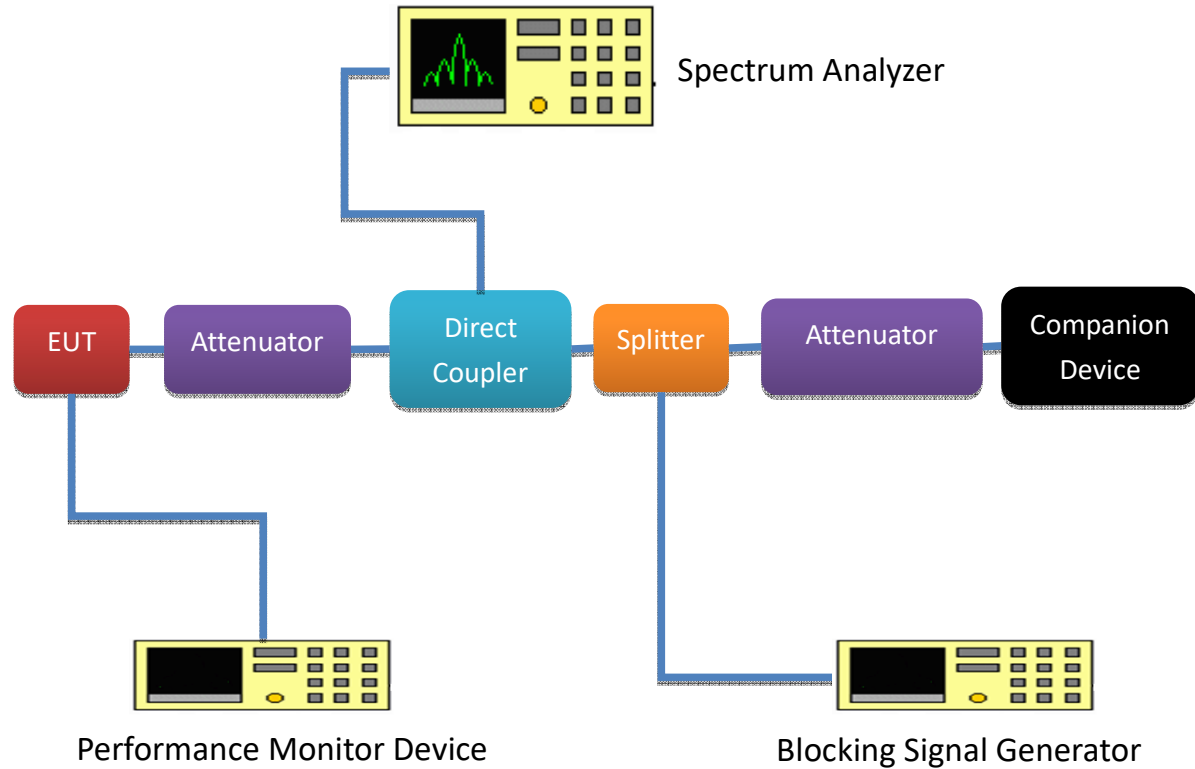 Spectrum Analyzer
EUT
Attenuator
Direct
Coupler
Splitter
Attenuator
Companion
Device
Performance Monitor Device
Blocking Signal Generator